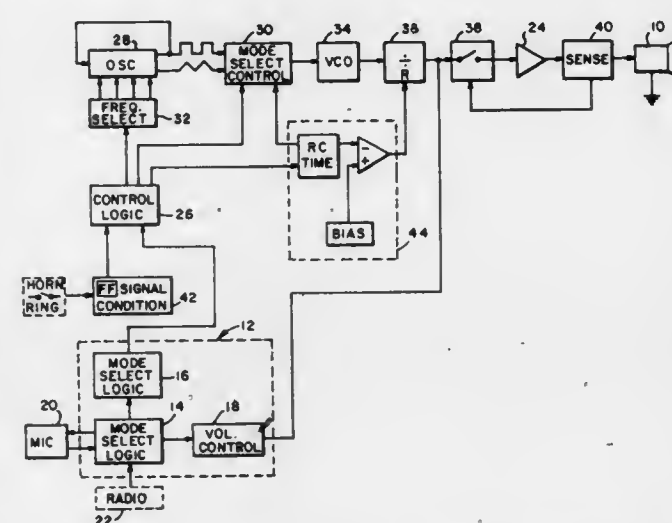 28
OSC
30
MODE
SELECT
CONTROL
34
VCO
38
÷
R
38
24
40
SENSE
10
FREQ.
SELECT
32
RC
TIME
-
+
BIAS
44
CONTROL
LOGIC
26
HORN
RING
FF SIGNAL
CONDITION
42
12
MODE
SELECT
LOGIC
16
20
MIC
14
MODE
SELECT
LOGIC
18
VOL.
CONTROL
RADIO
22